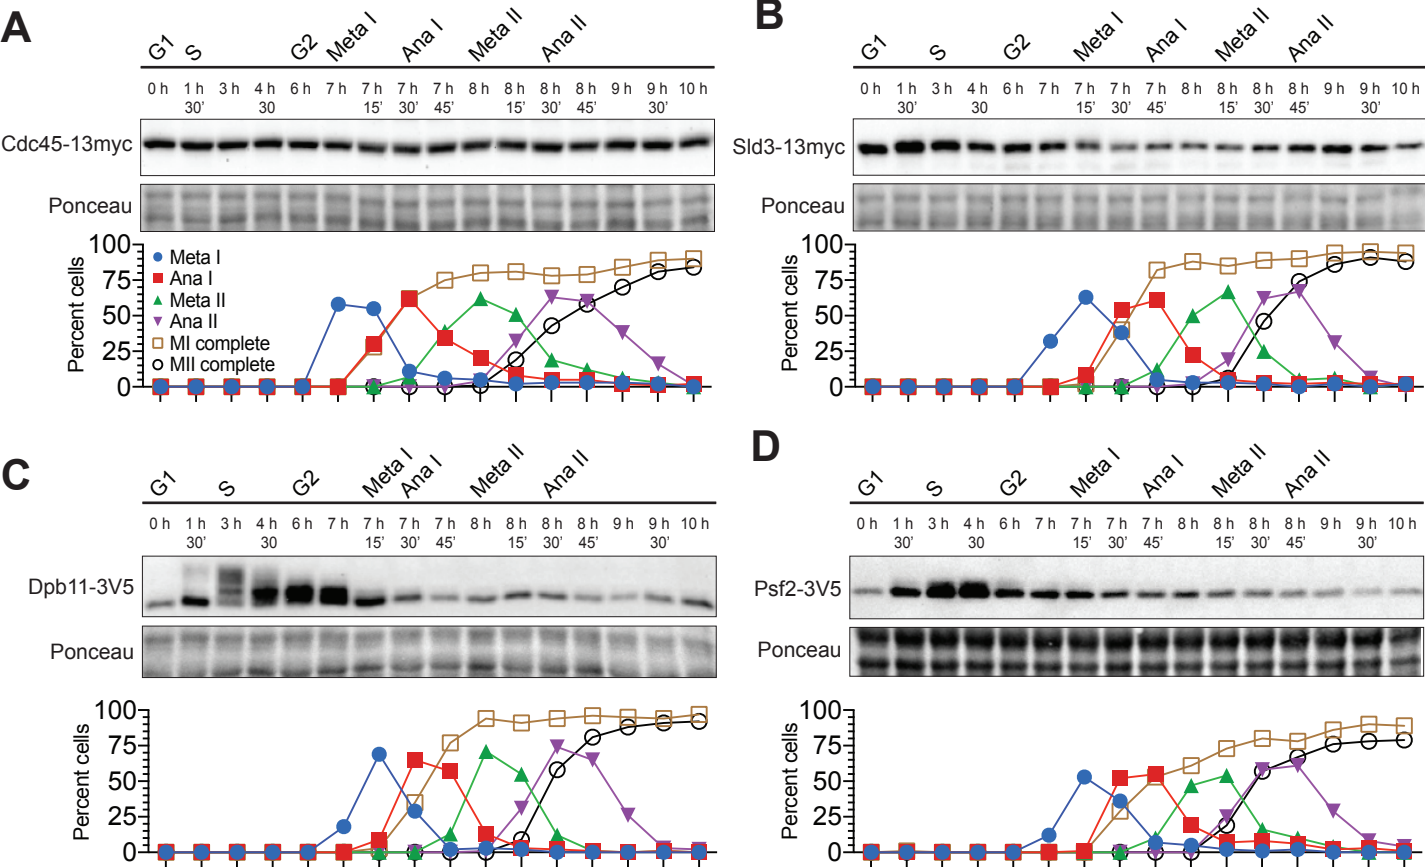 A
G1 S G2 Meta I Ana I Meta II Ana II
0 h 1 h 3 h 4 h 6 h 7 h 7 h 7 h 7 h 8 h 8 h 8 h 8 h 9 h 9 h 10 h
30' 30 15' 30' 45' 15' 30' 45' 30'
Cdc45-13myc
Ponceau
100
75
50
25
0
Percent cells
Meta I
Ana I
Meta II
Ana II
MI complete
MII complete
B
G1 S G2 Meta I Ana I Meta II Ana II
0 h 1 h 3 h 4 h 6 h 7 h 7 h 7 h 7 h 8 h 8 h 8 h 8 h 9 h 9 h 10 h
30' 30 15' 30' 45' 15' 30' 45' 30'
Sld3-13myc
Ponceau
100
75
50
25
0
Percent cells
C
G1 S G2 Meta I Ana I Meta II Ana II
0 h 1 h 3 h 4 h 6 h 7 h 7 h 7 h 7 h 8 h 8 h 8 h 8 h 9 h 9 h 10 h
30' 30 15' 30' 45' 15' 30' 45' 30'
Dpb11-3V5
Ponceau
100
75
50
25
0
Percent cells
D
G1 S G2 Meta I Ana I Meta II Ana II
0 h 1 h 3 h 4 h 6 h 7 h 7 h 7 h 7 h 8 h 8 h 8 h 8 h 9 h 9 h 10 h
30' 30 15' 30' 45' 15' 30' 45' 30'
Psf2-3V5
Ponceau
100
75
50
25
0
Percent cells